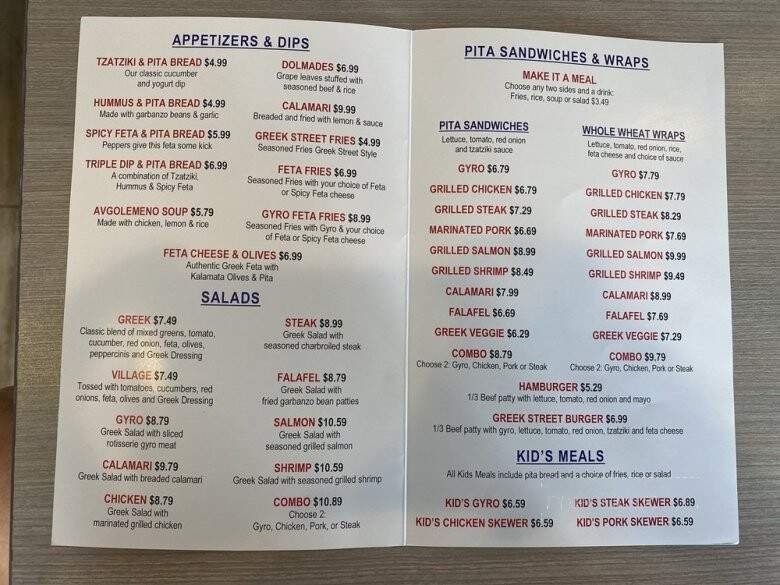 APPETIZERS & DIPS
TZATZIKI & PITA BREAD $4.99
Our classic cucumber
and yogurt dip
HUMMUS & PITA BREAD $4.99
Made with garbanzo beans & garlic
SPICY FETA & PITA BREAD $5.99
Peppers give this feta some kick
TRIPLE DIP & PITA BREAD $6.99
A combination of Tzatziki,
Hummus & Spicy Feta
AVGOLEMENO SOUP $5.79
Made with chicken, lemon & rice
DOLMADES $6.99
Grape leaves stuffed with
seasoned beef & rice
CALAMARI $9.99
Breaded and fried with lemon & sauce
GREEK STREET FRIES $4.99
Seasoned Fries Greek Street Style
FETA FRIES $6.99
Seasoned Fries with your choice of Feta
or Spicy Feta cheese
GYRO FETA FRIES $8.99
Seasoned Fries with Gyro & your choice
of Feta or Spicy Feta cheese
FETA CHEESE & OLIVES $6.99
Authentic Greek Feta with
Kalamata Olives & Pita
SALADS
GREEK $7.49
Classic blend of mixed greens, tomato,
cucumber, red onion, feta, olives,
peppercinis and Greek Dressing
VILLAGE $7.49
Tossed with tomatoes, cucumbers, red
onions, feta, olives and Greek Dressing
GYRO $8.79
Greek Salad with sliced
rotisserie gyro meat
CALAMARI $9.79
Greek Salad with breaded calamari
CHICKEN $8.79
Greek Salad with
marinated grilled chicken
STEAK $8.99
Greek Salad with
seasoned charbroiled steak
FALAFEL $8.79
Greek Salad with
fried garbanzo bean patties
SALMON $10.59
Greek Salad with
seasoned grilled salmon
SHRIMP $10.59
Greek Salad with seasoned grilled shrimp
COMBO $10.89
Choose 2:
Gyro, Chicken, Pork, or Steak
PITA SANDWICHES & WRAPS
MAKE IT A MEAL
Choose any two sides and a drink:
Fries, rice, soup or salad $3.49
PITA SANDWICHES
Lettuce, tomato, red onion
and tzatziki sauce
GYRO $6.79
GRILLED CHICKEN $6.79
GRILLED STEAK $7.29
MARINATED PORK $6.69
GRILLED SALMON $8.99
GRILLED SHRIMP $8.49
CALAMARI $7.99
FALAFEL $6.69
GREEK VEGGIE $6.29
COMBO $8.79
Choose 2: Gyro, Chicken, Pork or Steak
WHOLE WHEAT WRAPS
Lettuce, tomato, red onion, rice,
feta cheese and choice of sauce
GYRO $7.79
GRILLED CHICKEN $7.79
GRILLED STEAK $8.29
MARINATED PORK $7.69
GRILLED SALMON $9.99
GRILLED SHRIMP $9.49
CALAMARI $8.99
FALAFEL $7.69
GREEK VEGGIE $7.29
COMBO $9.79
Choose 2: Gyro, Chicken, Pork or Steak
HAMBURGER $5.29
1/3 Beef patty with lettuce, tomato, red onion and mayo
GREEK STREET BURGER $6.99
1/3 Beef patty with gyro, lettuce, tomato, red onion, tzatziki and feta cheese
KID'S MEALS
All Kids Meals include pita bread and a choice of fries, rice or salad
KID'S GYRO $6.59
KID'S STEAK SKEWER $6.89
KID'S CHICKEN SKEWER $6.59
KID'S PORK SKEWER $6.59